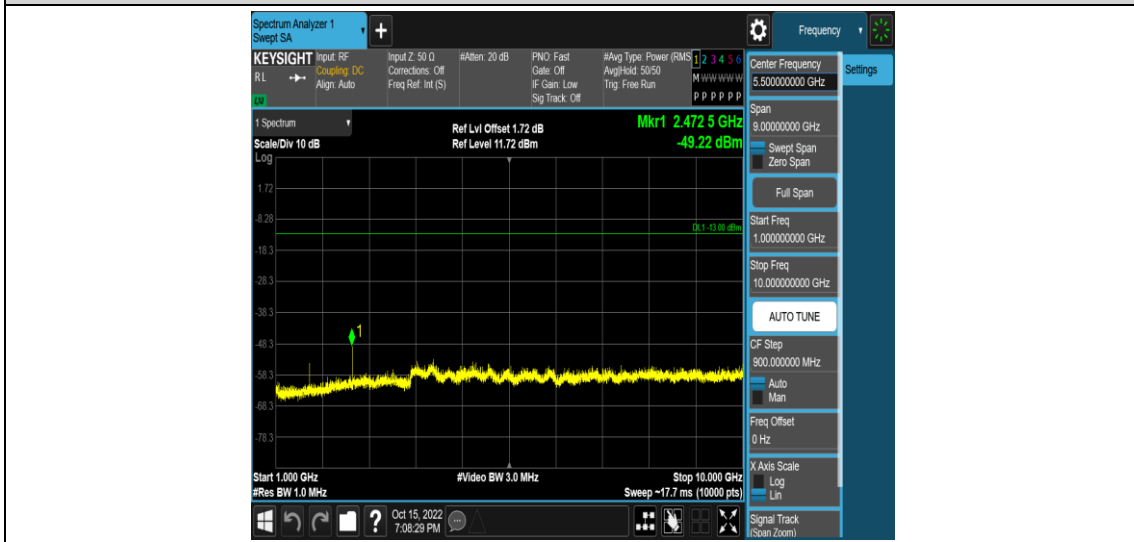 Spectrum Analyzer 1
Swept SA
+
Frequency
KEYSIGHT
RL
LXI
Input: RF
Coupling: DC
Align: Auto
Input Z: 50 Ω
Corrections: Off
Freq Ref: Int (S)
#Atten: 20 dB
PNO: Fast
Gate: Off
IF Gain: Low
Sig Track: Off
#Avg Type: Power (RMS
Avg|Hold: 50/50
Trig: Free Run
1 2 3 4 5 6
M W W W W W
P P P P P P
1 Spectrum
Scale/Div 10 dB
Log
Ref Lvl Offset 1.72 dB
Ref Level 11.72 dBm
Mkr1 2.472 5 GHz
-49.22 dBm
1.72
-8.28
DL1 -13.00 dBm
-18.3
-28.3
-38.3
1
-48.3
-58.3
-68.3
-78.3
Start 1.000 GHz
#Res BW 1.0 MHz
#Video BW 3.0 MHz
Stop 10.000 GHz
Sweep ~17.7 ms (10000 pts)
?
Oct 15, 2022
7:08:29 PM
Center Frequency
5.50000000 GHz
Settings
Span
9.00000000 GHz
Swept Span
Zero Span
Full Span
Start Freq
1.000000000 GHz
Stop Freq
10.000000000 GHz
AUTO TUNE
CF Step
900.000000 MHz
Auto
Man
Freq Offset
0 Hz
X Axis Scale
Log
Lin
Signal Track
(Span Zoom)